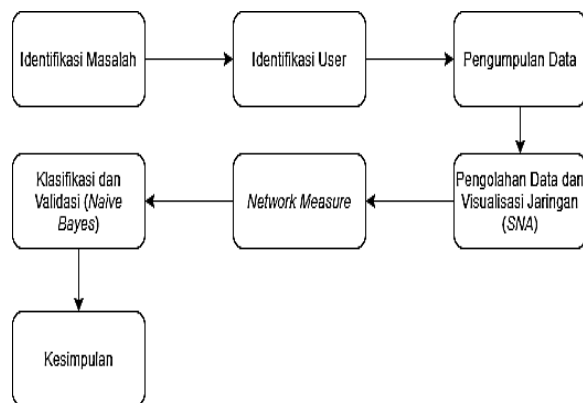 Identifikasi Masalah
Identifikasi User
Pengumpulan Data
Pengolahan Data dan
Visualisasi Jaringan
(SNA)
Network Measure
Klasifikasi dan
Validasi (Naive
Bayes)
Kesimpulan